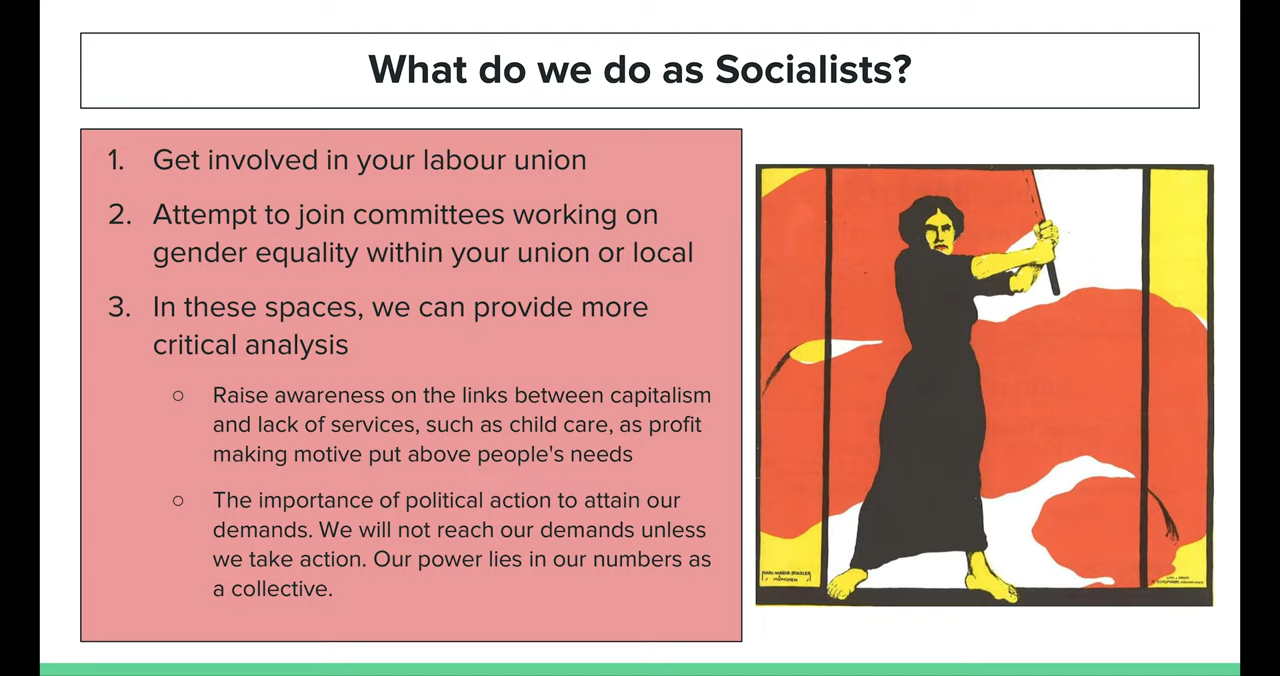 What do we do as Socialists?
1. Get involved in your labour union
2. Attempt to join committees working on
gender equality within your union or local
3. In these spaces, we can provide more
critical analysis
○ Raise awareness on the links between capitalism
and lack of services, such as child care, as profit
making motive put above people's needs
○ The importance of political action to attain our
demands. We will not reach our demands unless
we take action. Our power lies in our numbers as
a collective.
KARL MARIA STADLER
MÜNCHEN